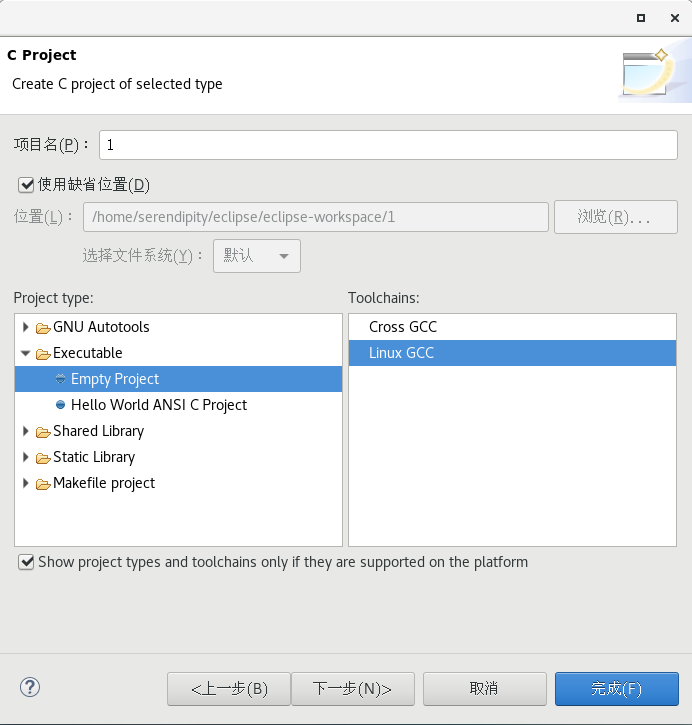 C Project
Create C project of selected type
项目名(P)： 1
使用缺省位置(D)
位置(L)： /home/serendipity/eclipse/eclipse-workspace/1 浏览(R)...
选择文件系统(Y)： 默认
Project type: Toolchains:
GNU Autotools Cross GCC
Executable Linux GCC
Empty Project
Hello World ANSI C Project
Shared Library
Static Library
Makefile project
Show project types and toolchains only if they are supported on the platform
? <上一步(B) 下一步(N)> 取消 完成(F)